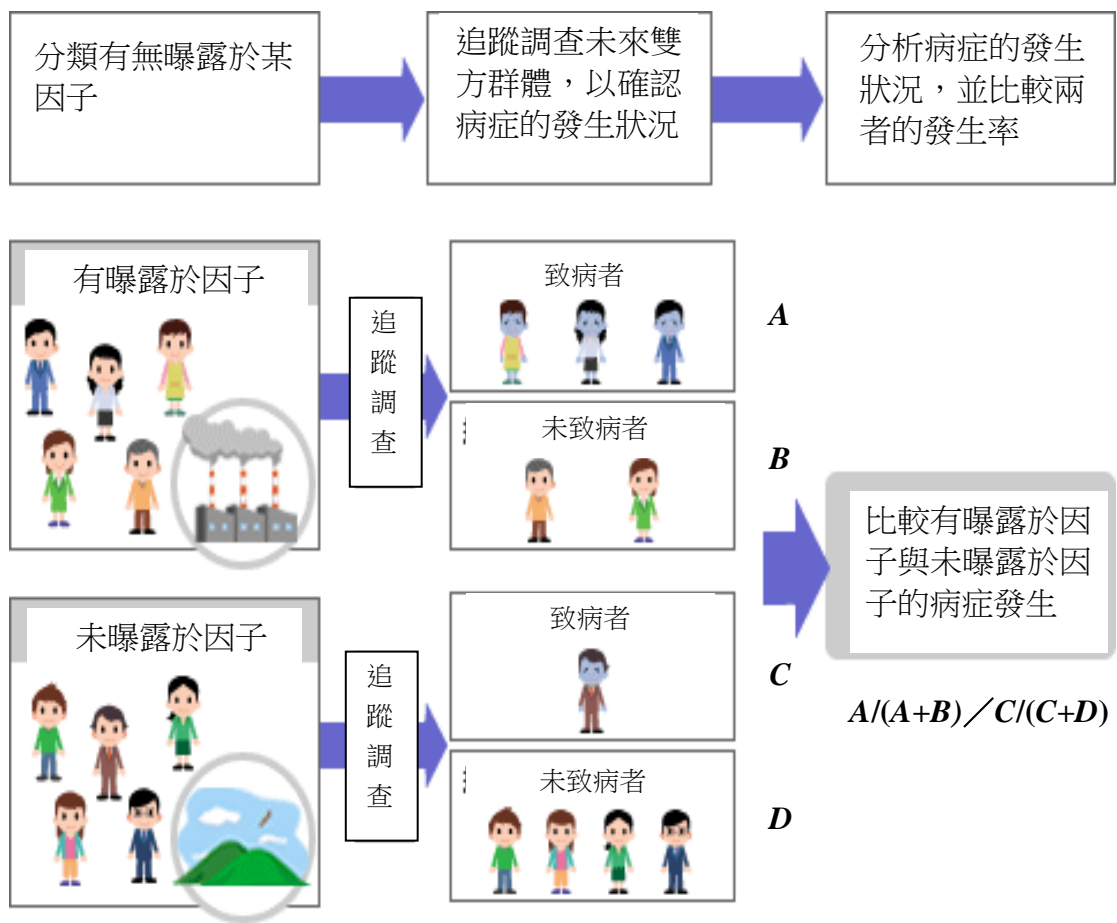 分類有無曝露於某
因子
追蹤調查未來雙
方群體，以確認
病症的發生狀況
分析病症的發生
狀況，並比較兩
者的發生率
有曝露於因子
追
蹤
調
查
致病者
A
未致病者
B
未曝露於因子
追
蹤
調
查
致病者
C
未致病者
D
比較有曝露於因
子與未曝露於因
子的病症發生
A/(A+B)／C/(C+D)